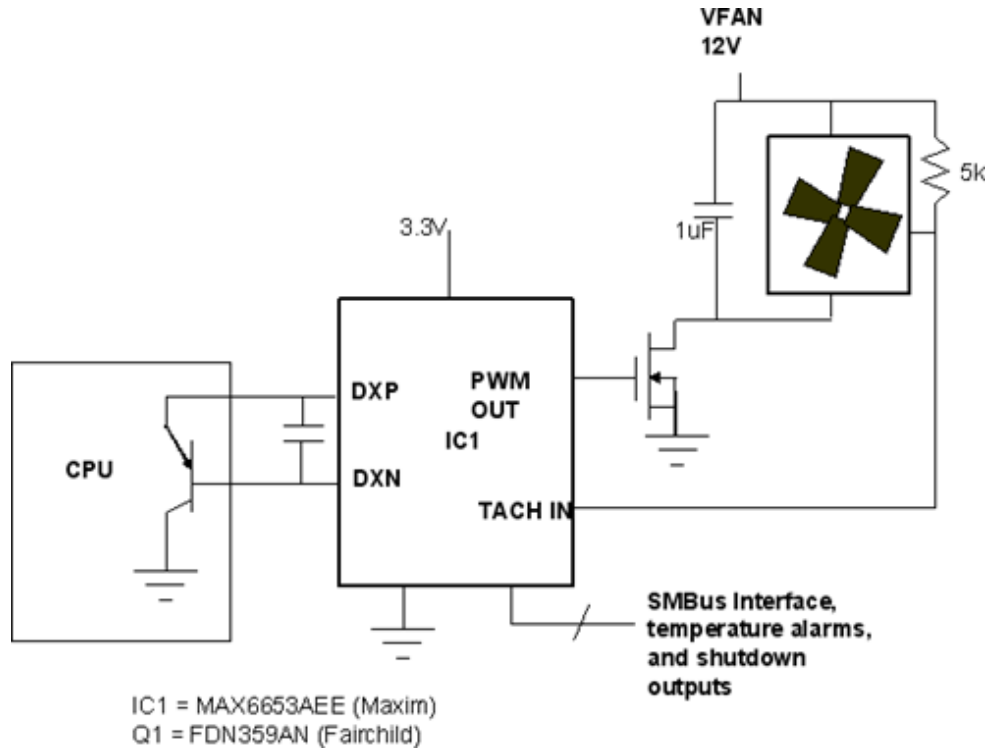 VFAN
12V
5k
1uF
3.3V
DXP
PWM
OUT
IC1
CPU
DXN
TACH IN
SMBus Interface,
temperature alarms,
and shutdown
outputs
IC1 = MAX6653AEE (Maxim)
Q1 = FDN359AN (Fairchild)